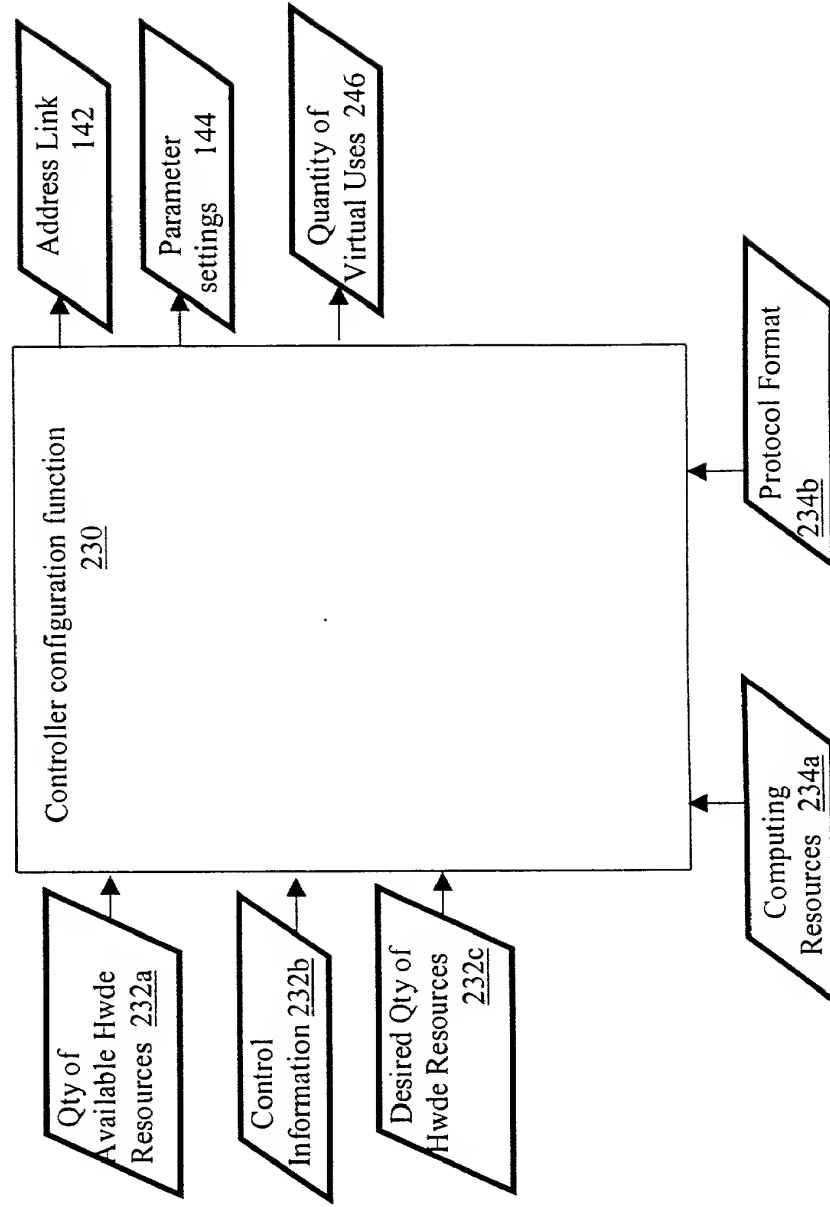 Qty of
Available Hwde
Resources 232a
Control
Information 232b
Desired Qty of
Hwde Resources
232c
Controller configuration function
230
Address Link
142
Parameter
settings 144
Quantity of
Virtual Uses 246
Computing
Resources 234a
Protocol Format
234b